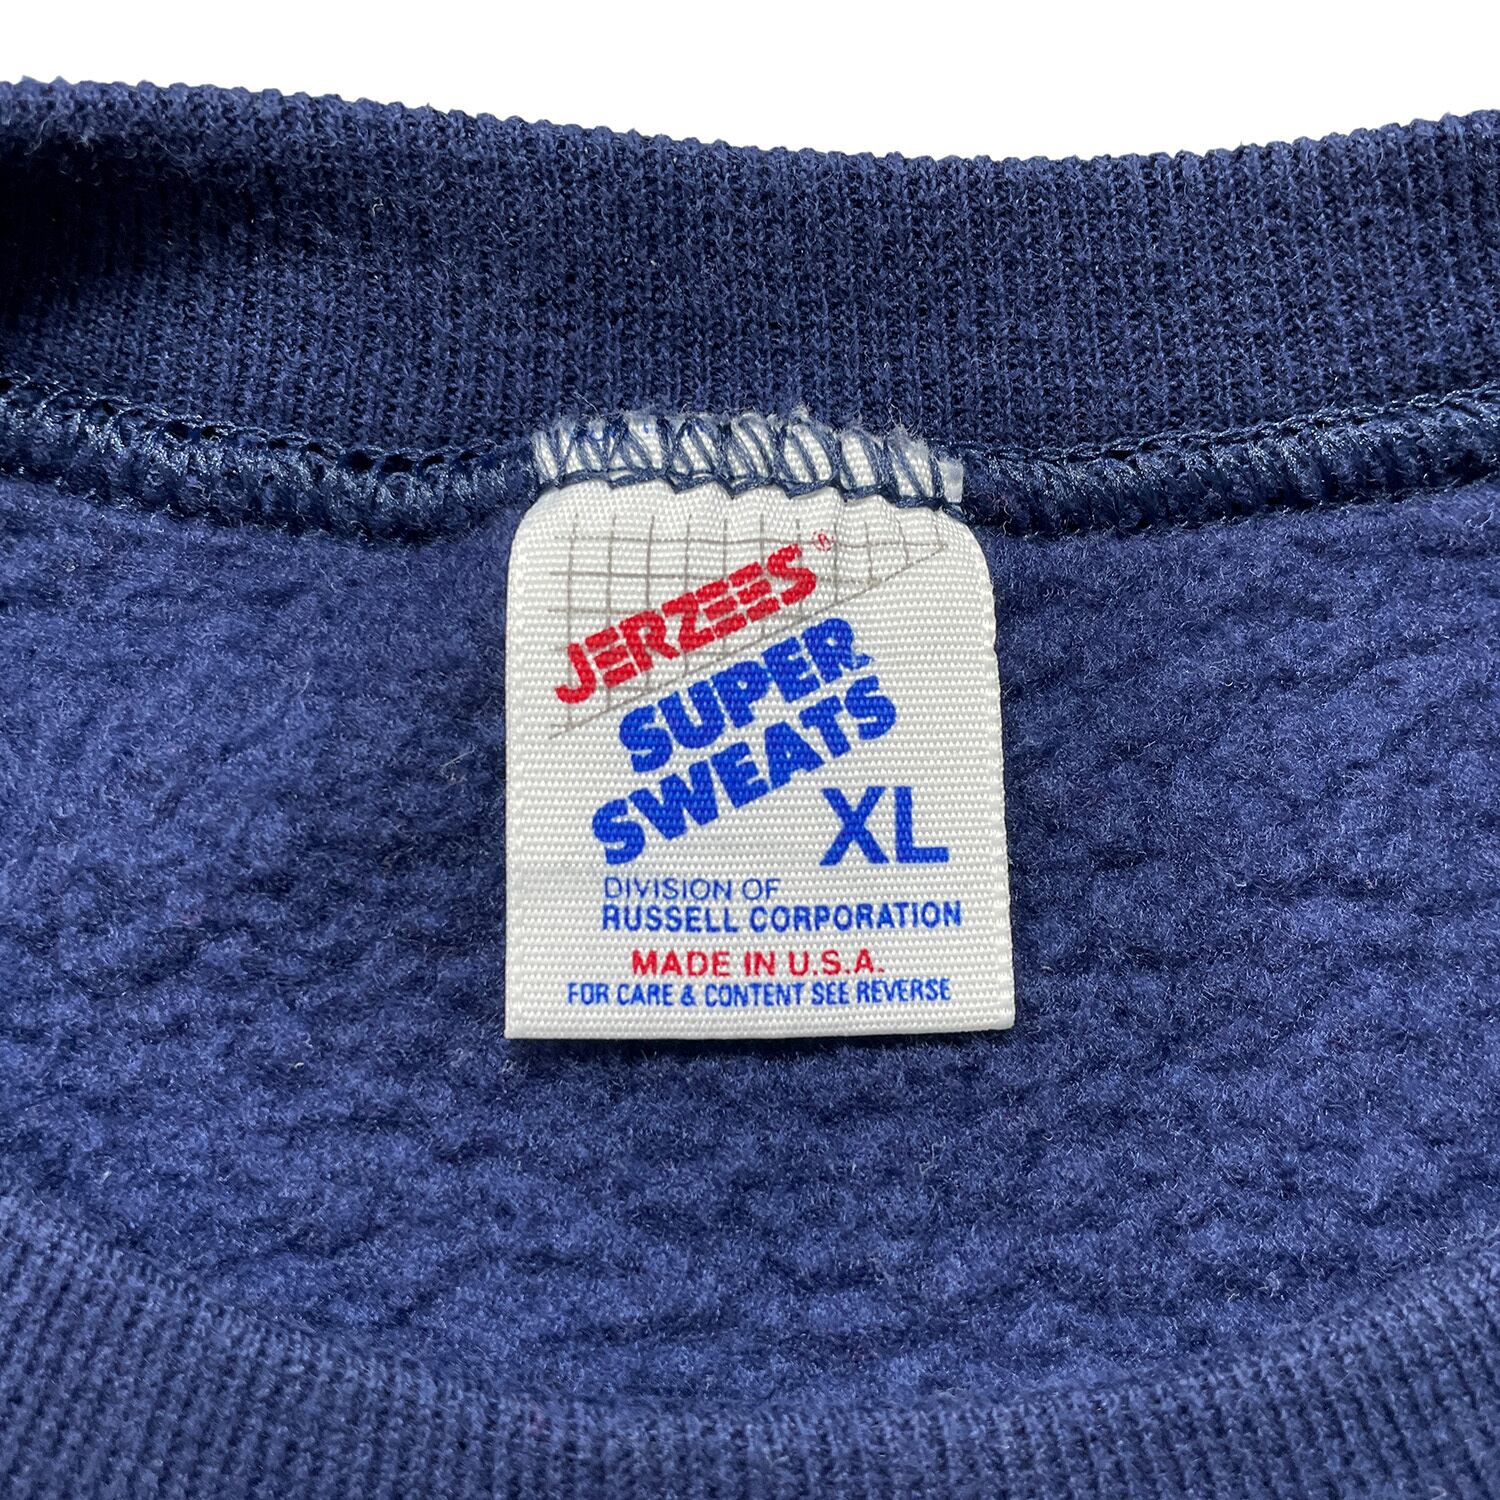 JERZEES®
SUPER
SWEATS
XL
DIVISION OF
RUSSELL CORPORATION
MADE IN U.S.A.
FOR CARE & CONTENT SEE REVERSE